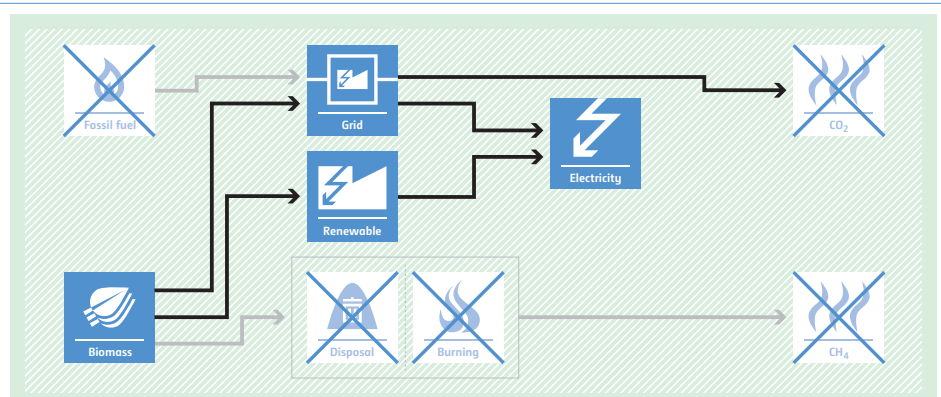 Fossil fuel
Grid
CO₂
Electricity
Renewable
Biomass
Disposal
Burning
CH₄